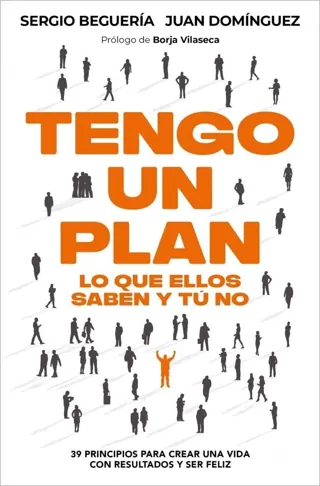 SERGIO BEGUERÍA JUAN DOMÍNGUEZ
Prólogo de Borja Vilaseca
TENGO
UN
PLAN
LO QUE ELLOS
SABEN Y TÚ NO
39 PRINCIPIOS PARA CREAR UNA VIDA
CON RESULTADOS Y SER FELIZ